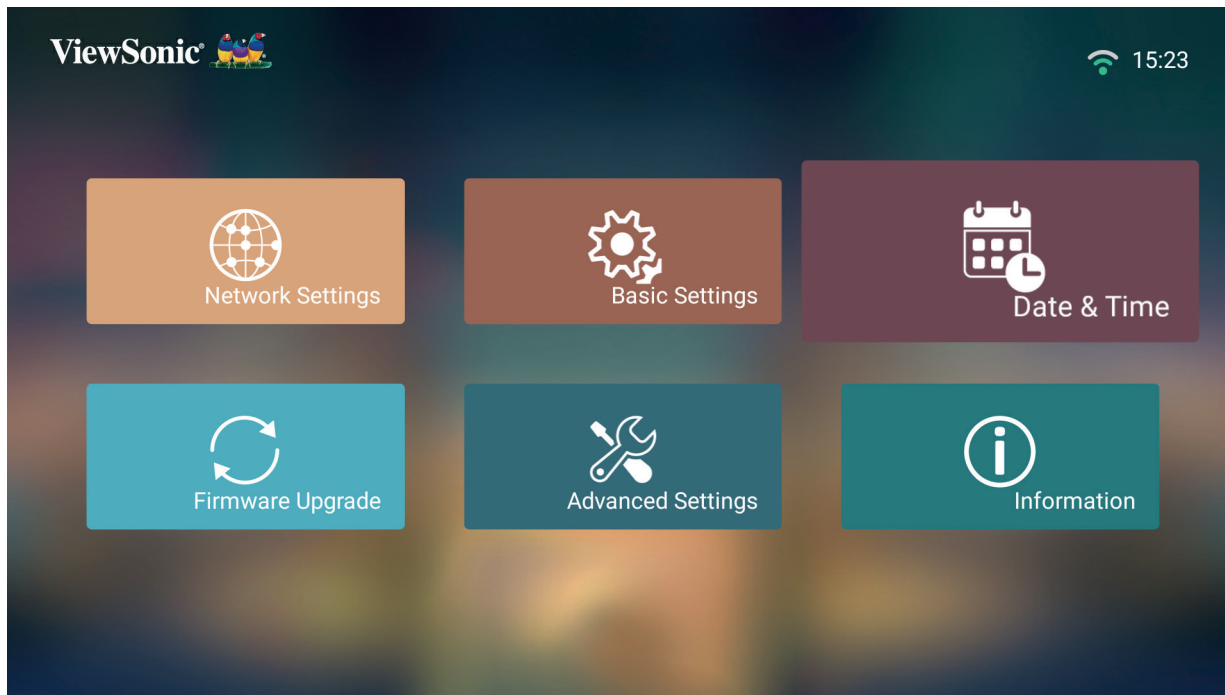 ViewSonic®
15:23
Network Settings
Basic Settings
Date & Time
Firmware Upgrade
Advanced Settings
Information